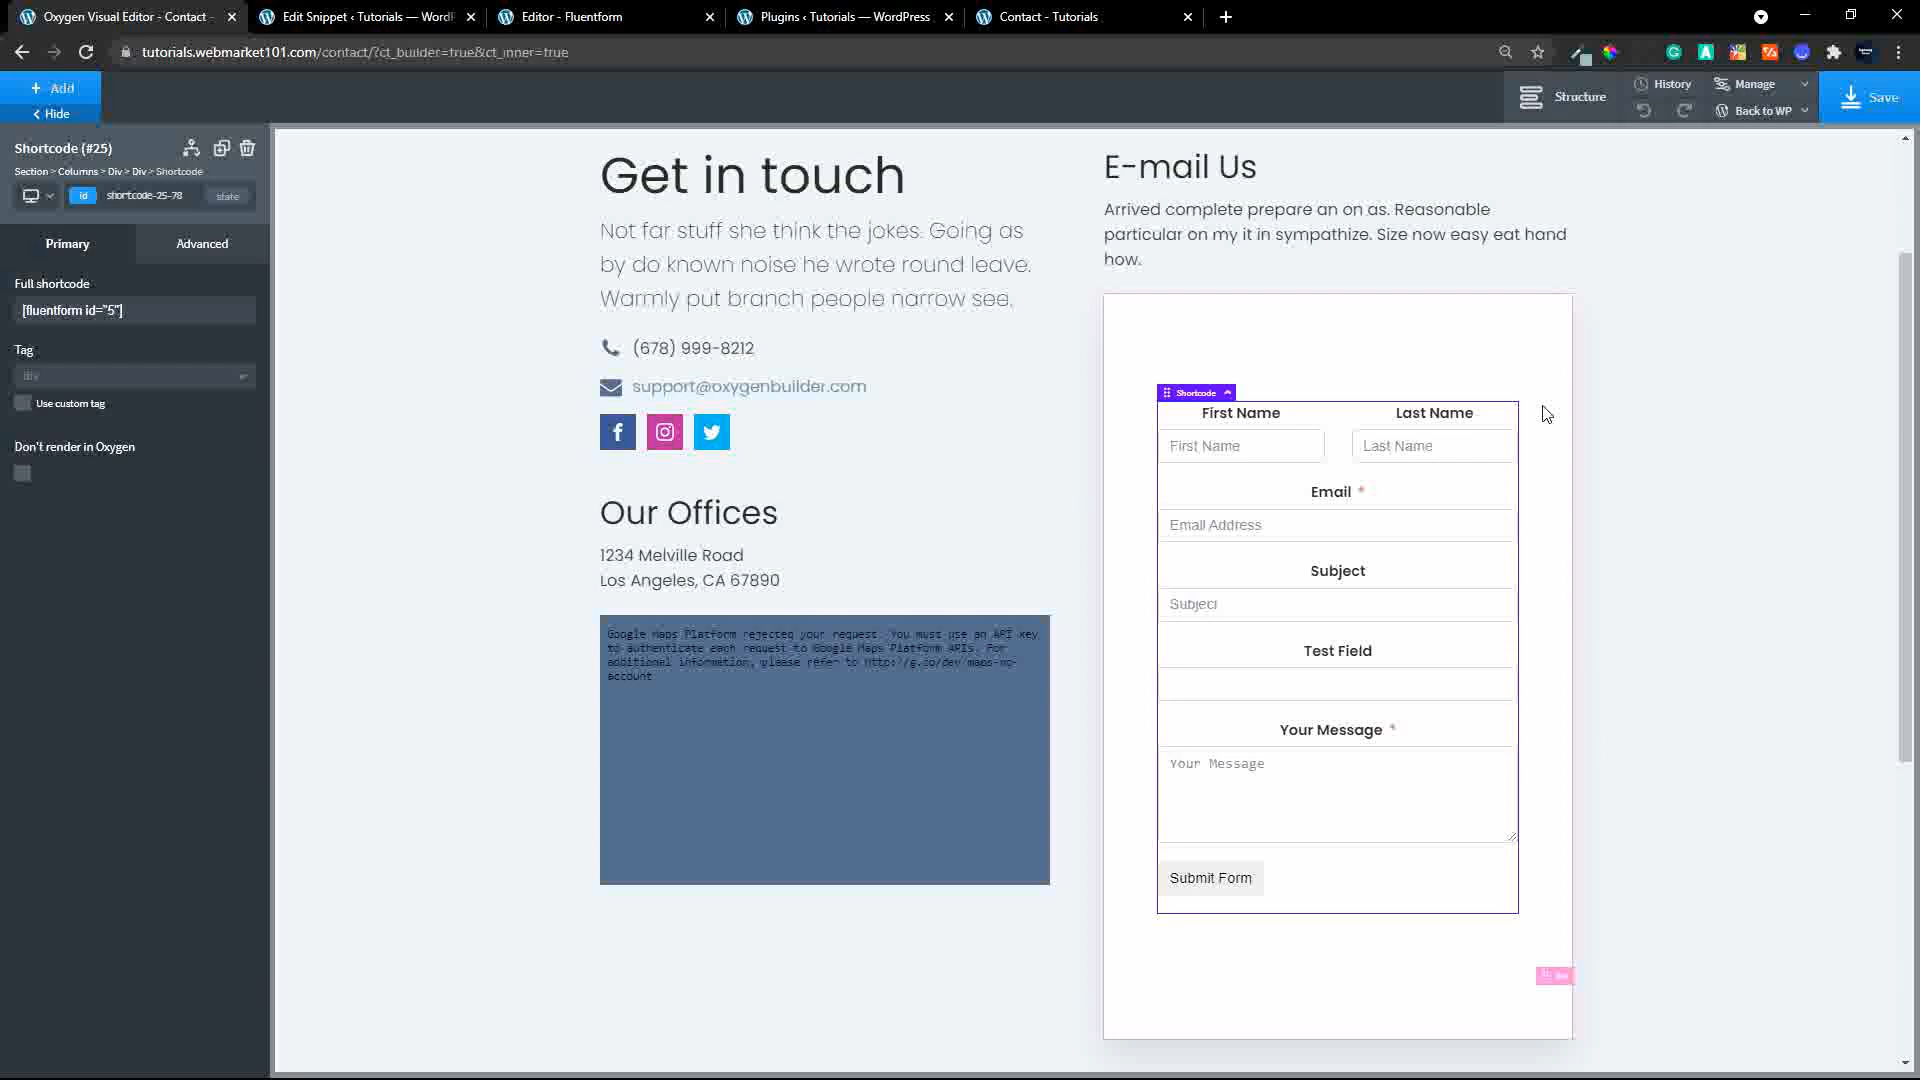 Oxygen Visual Editor - Contact -
Edit Snippet ‹ Tutorials — WordP
Editor - Fluentform
Plugins ‹ Tutorials — WordPress
Contact - Tutorials
tutorials.webmarket101.com/contact/?ct_builder=true&ct_inner=true
+ Add
Hide
Structure
History
Manage
Back to WP
Save
Shortcode (#25)
Section > Columns > Div > Div > Shortcode
id
shortcode-25-78
state
Primary
Advanced
Full shortcode
[fluentform id="5"]
Tag
div
Use custom tag
Don't render in Oxygen
Get in touch
Not far stuff she think the jokes. Going as
by do known noise he wrote round leave.
Warmly put branch people narrow see.
(678) 999-8212
support@oxygenbuilder.com
Our Offices
1234 Melville Road
Los Angeles, CA 67890
Google Maps Platform rejected your request. You must use an API key
to authenticate each request to Google Maps Platform APIs. For
additional information, please refer to http://g.co/dev/maps-no-
account
E-mail Us
Arrived complete prepare an on as. Reasonable
particular on my it in sympathize. Size now easy eat hand
how.
Shortcode
First Name
Last Name
First Name
Last Name
Email *
Email Address
Subject
Subject
Test Field
Your Message *
Your Message
Submit Form